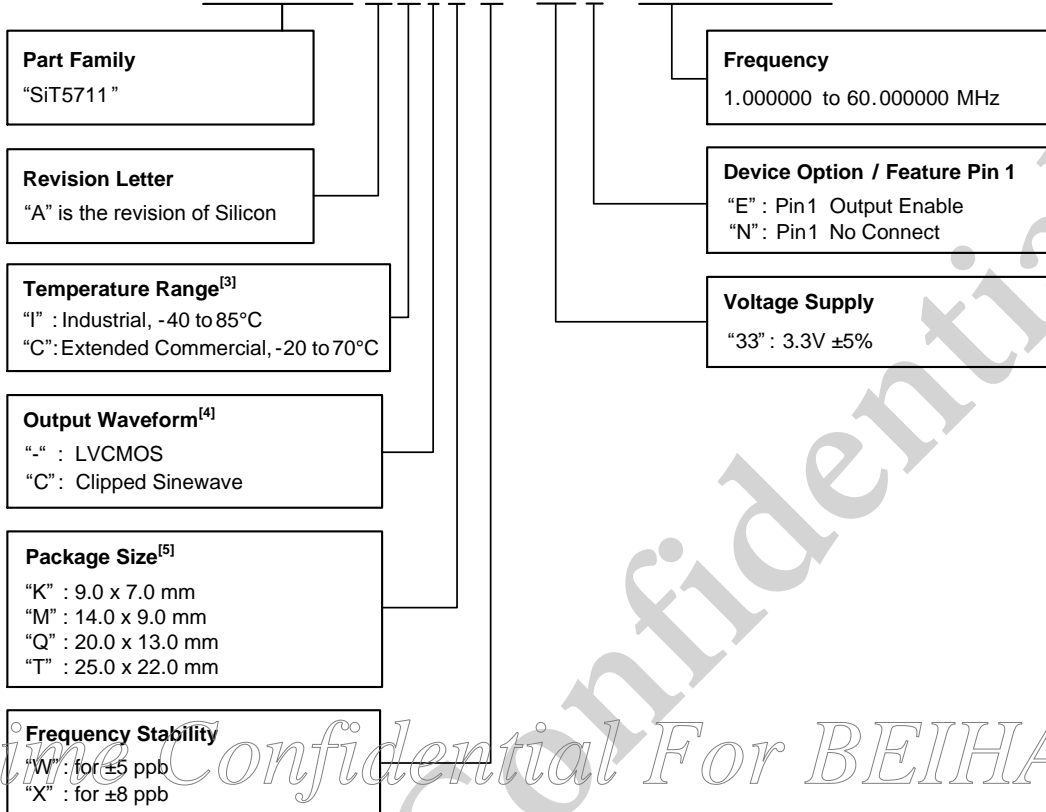 Part Family
“SiT5711”
Revision Letter
“A” is the revision of Silicon
Temperature Range[3]
“I” : Industrial, -40 to 85°C
“C”: Extended Commercial, -20 to 70°C
Output Waveform[4]
“-“ : LVCMOS
“C”: Clipped Sinewave
Package Size[5]
“K” : 9.0 x 7.0 mm
“M” : 14.0 x 9.0 mm
“Q” : 20.0 x 13.0 mm
“T” : 25.0 x 22.0 mm
Frequency Stability
“W”: for ±5 ppb
“X” : for ±8 ppb
Frequency
1.000000 to 60.000000 MHz
Device Option / Feature Pin 1
“E” : Pin1 Output Enable
“N” : Pin1 No Connect
Voltage Supply
“33” : 3.3V ±5%
Confidential For
Confidential